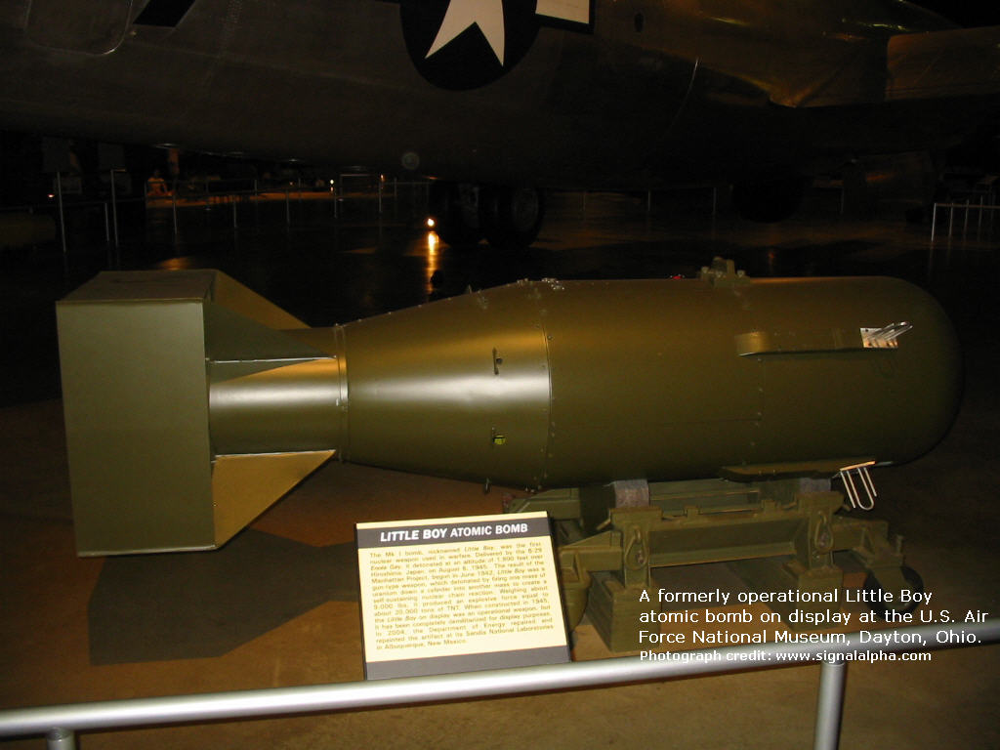 LITTLE BOY ATOMIC BOMB
The Mk I bomb, nicknamed Little Boy, was the first
nuclear weapon used in warfare. Delivered by the B-29
Enola Gay, it detonated at an altitude of 1,800 feet over
Hiroshima, Japan, on August 6, 1945. The result of the
Manhattan Project, begun in June 1942, Little Boy was a
gun-type weapon, which detonated by firing one mass of
uranium down a cylinder into another mass to create a
self-sustaining nuclear chain reaction. Weighing about
9,000 lbs, it produced an explosive force equal to
about 20,000 tons of TNT. When constructed in 1945,
the Little Boy on display was an operational weapon, but
it has been completely demilitarized for display purposes.
In 2004, the Department of Energy repaired and
repainted the artifact at its Sandia National Laboratories
in Albuquerque, New Mexico.
A formerly operational Little Boy
atomic bomb on display at the U.S. Air
Force National Museum, Dayton, Ohio.
Photograph credit: www.signalalpha.com